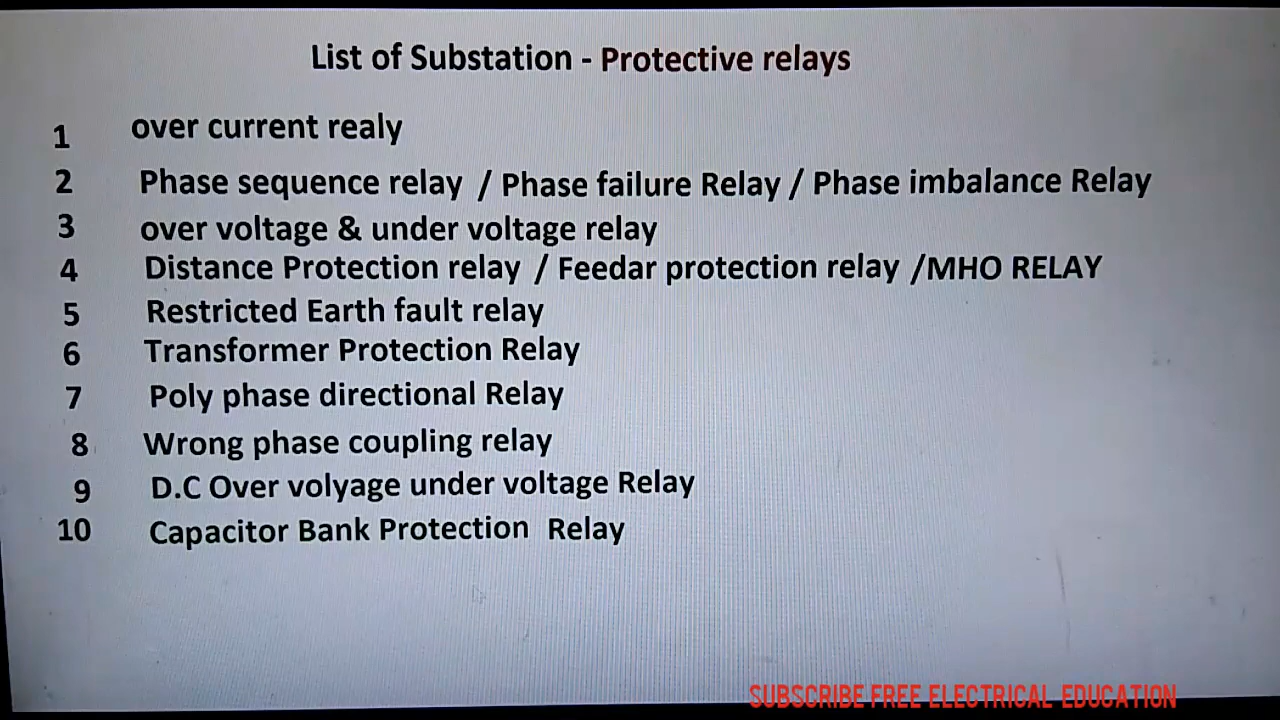 List of Substation - Protective relays
1 over current realy
2 Phase sequence relay / Phase failure Relay / Phase imbalance Relay
3 over voltage & under voltage relay
4 Distance Protection relay / Feedar protection relay /MHO RELAY
5 Restricted Earth fault relay
6 Transformer Protection Relay
7 Poly phase directional Relay
8 Wrong phase coupling relay
9 D.C Over volyage under voltage Relay
10 Capacitor Bank Protection Relay
SUBSCRIBE FREE ELECTRICAL EDUCATION